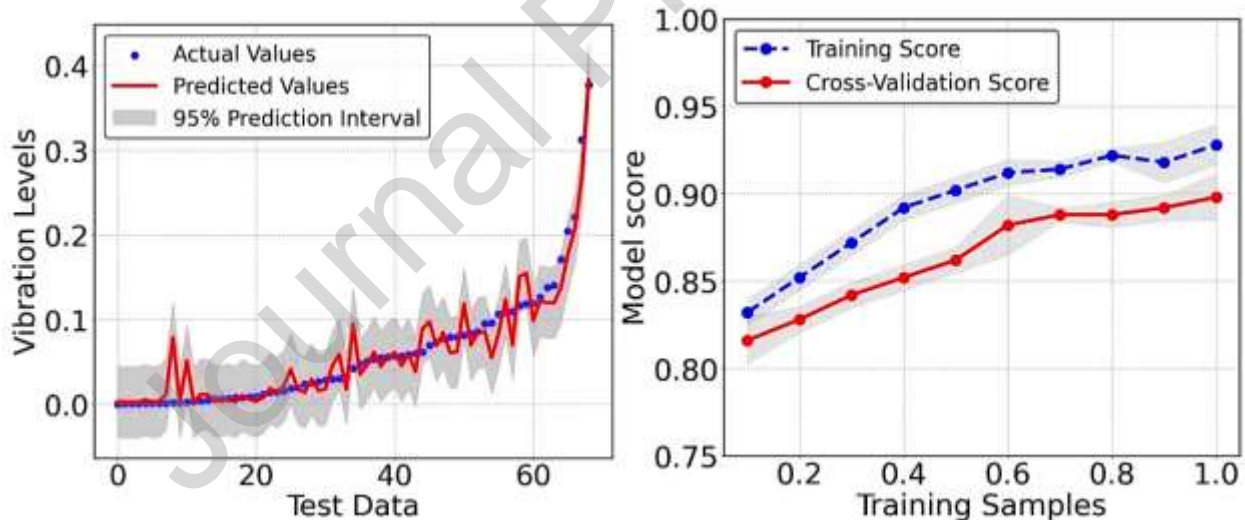 Actual Values
Predicted Values
95% Prediction Interval
Vibration Levels
0.4
0.3
0.2
0.1
0.0
0
20
40
60
Test Data
Training Score
Cross-Validation Score
Model score
1.00
0.95
0.90
0.85
0.80
0.75
0.2
0.4
0.6
0.8
1.0
Training Samples
Journal P